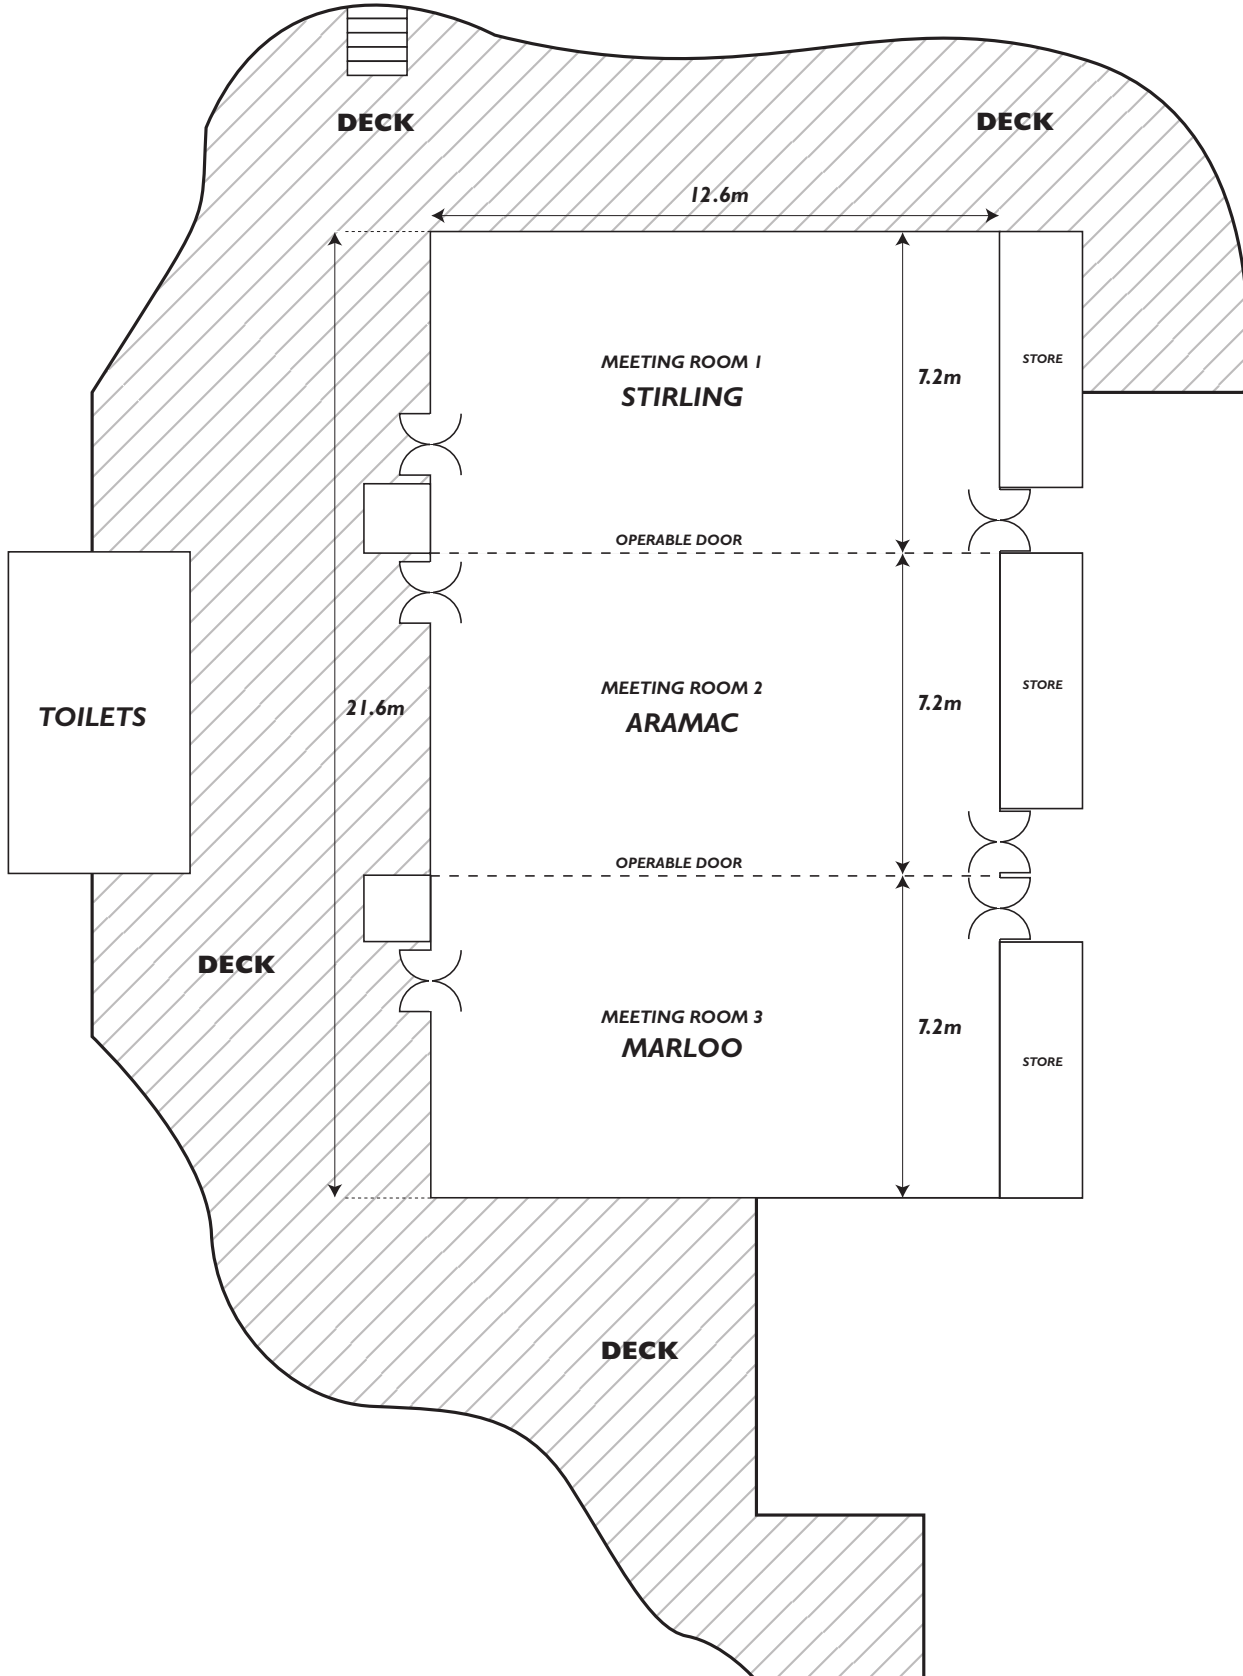 DECK
DECK
12.6m
MEETING ROOM 1
STIRLING
7.2m
STORE
OPERABLE DOOR
MEETING ROOM 2
ARAMAC
7.2m
STORE
TOILETS
21.6m
OPERABLE DOOR
DECK
MEETING ROOM 3
MARLOO
7.2m
STORE
DECK